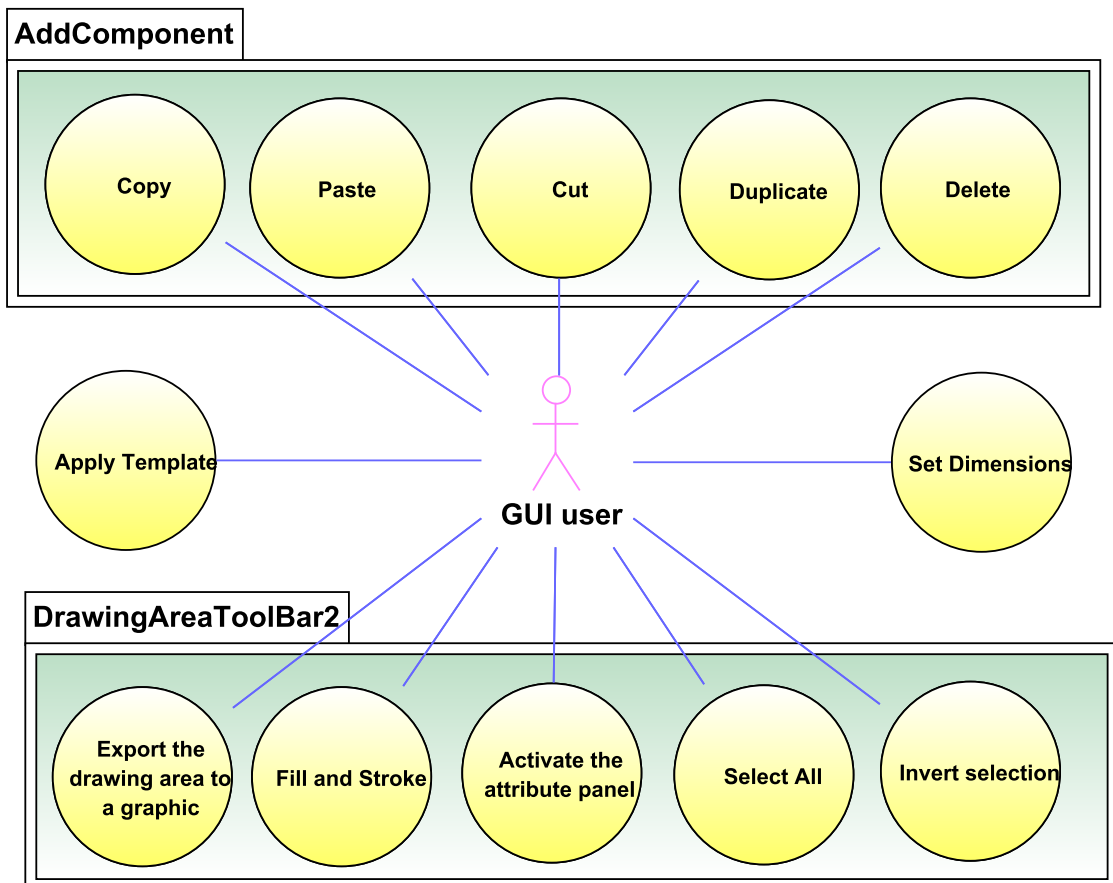 AddComponent
Copy
Paste
Cut
Duplicate
Delete
Apply Template
Set Dimensions
GUI user
DrawingAreaToolBar2
Export the
drawing area to
a graphic
Fill and Stroke
Activate the
attribute panel
Select All
Invert selection